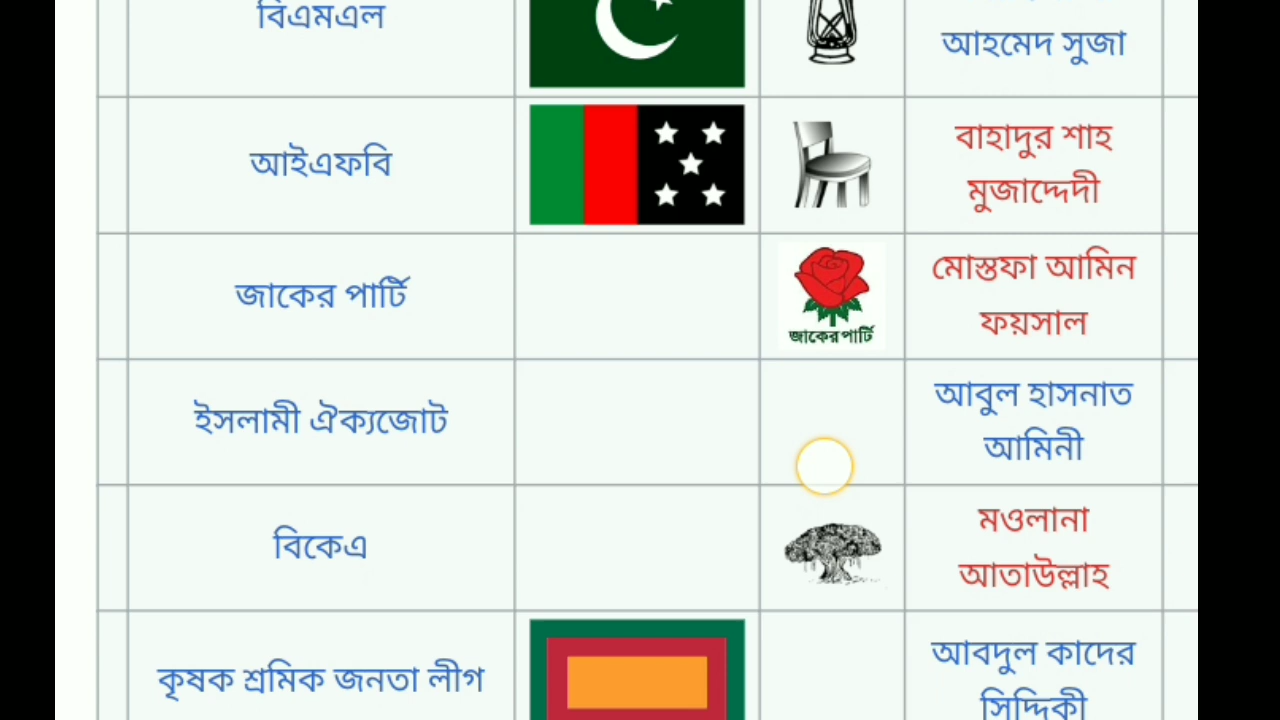 বিএমএল
আহমেদ সুজা
আইএফবি
বাহাদুর শাহ
মুজাদ্দেদী
জাকের পার্টি
জাকের পার্টি
মোস্তফা আমিন
ফয়সাল
ইসলামী ঐক্যজোট
আবুল হাসনাত
আমিনী
বিকেএ
মওলানা
আতাউল্লাহ
কৃষক শ্রমিক জনতা লীগ
আবদুল কাদের
সিদ্দিকী